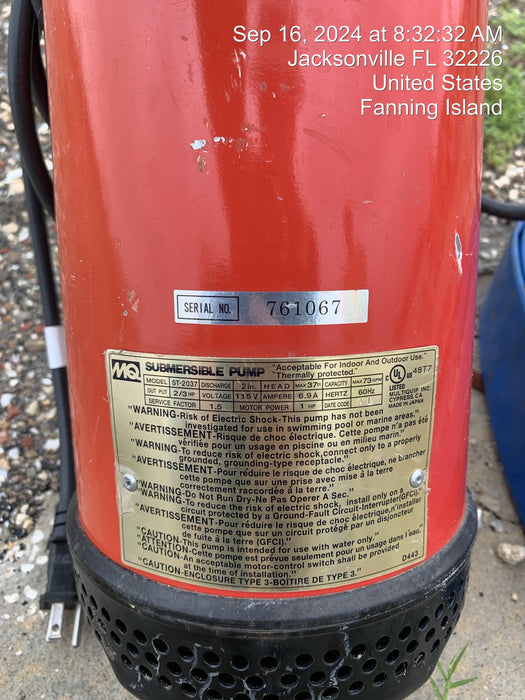 Sep 16, 2024 at 8:32:32 AM
Jacksonville FL 32226
United States
Fanning Island
SERIAL NO. 761067
MQ SUBMERSIBLE PUMP "Acceptable For Indoor And Outdoor Use."
"Thermally protected."
MODEL ST-2037 DISCHARGE 2in. HEAD MAX 37ft CAPACITY MAX 73 GPM
OUT PUT 2/3 HP VOLTAGE 115V AMPERE 6.9A HERTZ 60Hz
SERVICE FACTOR 1.5 MOTOR POWER 1 HP DATE CODE
UL 48T7
LISTED
MULTIQUIP INC.
CYPRESS, CA
MADE IN JAPAN
"WARNING-Risk of Electric Shock-This pump has not been
investigated for use in swimming pool or marine areas."
"AVERTISSEMENT-Risque de choc électrique. Cette pompe n'a pas été
vérifiée pour un usage en piscine ou en milieu marin."
"WARNING-To reduce risk of electric shock,connect only to a properly
grounded, grounding-type receptacle."
"AVERTISSEMENT-Pour réduire le risque de choc électrique, ne brancher
cette pompe que sur une prise avec mise à la terre
correctement raccordée à la terre."
"WARNING-Do Not Run Dry-Ne Pas Operer A Sec."
"WARNING-To reduce the risk of electric shock, install only on a
circuit protected by a Ground-Fault Circuit-Interrupter(GFCI)."
"AVERTISSEMENT-Pour réduire le risque de choc électrique,n'installer
cette pompe que sur un circuit protégé par un disjoncteur
de fuite à la terre (GFCI)."
"CAUTION-This pump is intended for use with water only."
"ATTENTION-Cette pompe est prévue seulement pour un usage dans l'eau."
"CAUTION-An acceptable motor-control switch shall be provided
at the time of installation."
"CAUTION-ENCLOSURE TYPE 3-BOITIRE DE TYPE 3."
D443